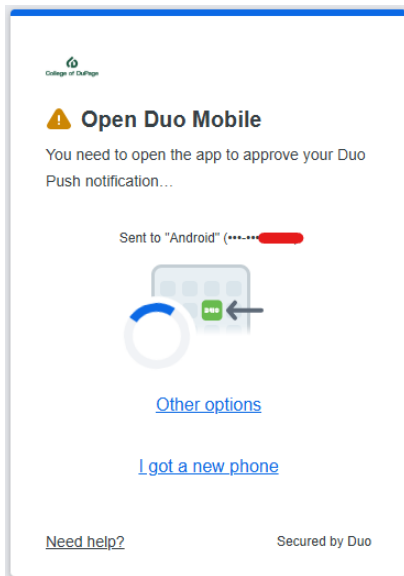 College of DuPage
Open Duo Mobile
You need to open the app to approve your Duo
Push notification...
Sent to "Android" (•••-•••
DUO
Other options
I got a new phone
Need help?
Secured by Duo